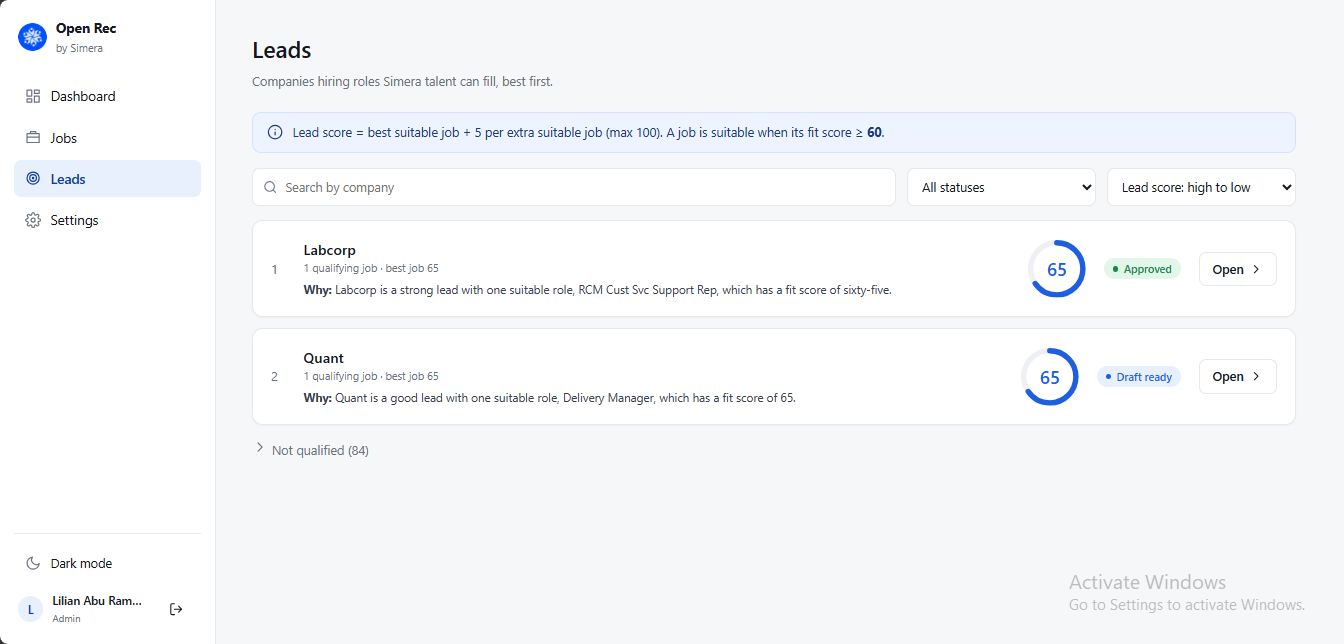 Open Rec
by Simera
Dashboard
Jobs
Leads
Settings
Dark mode
L
Lilian Abu Ram...
Admin
Leads
Companies hiring roles Simera talent can fill, best first.
Lead score = best suitable job + 5 per extra suitable job (max 100). A job is suitable when its fit score ≥ 60.
Search by company
All statuses
Lead score: high to low
1
Labcorp
1 qualifying job · best job 65
Why: Labcorp is a strong lead with one suitable role, RCM Cust Svc Support Rep, which has a fit score of sixty-five.
65
Approved
Open
2
Quant
1 qualifying job · best job 65
Why: Quant is a good lead with one suitable role, Delivery Manager, which has a fit score of 65.
65
Draft ready
Open
Not qualified (84)
Activate Windows
Go to Settings to activate Windows.